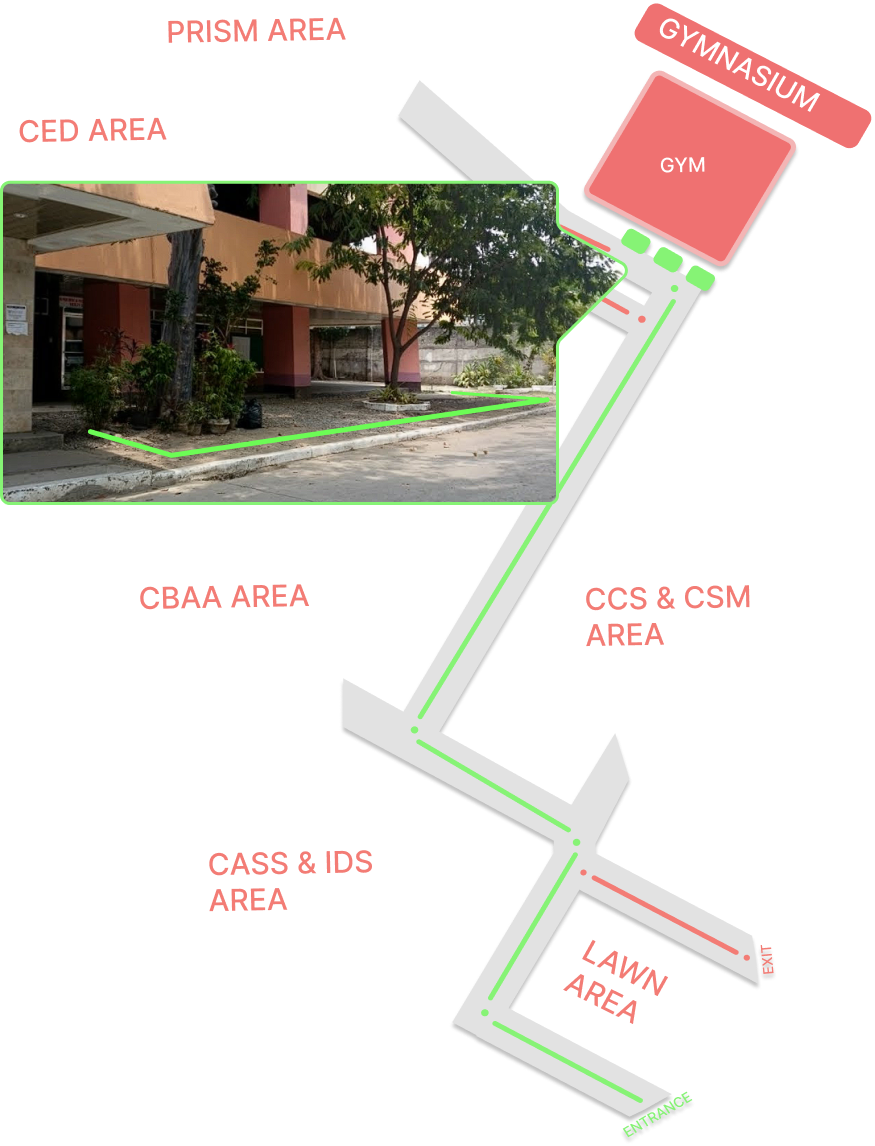 PRISM AREA
GYMNASIUM
CED AREA
GYM
CBAA AREA
CCS & CSM
AREA
CASS & IDS
AREA
LAWN
AREA
EXIT
ENTRANCE